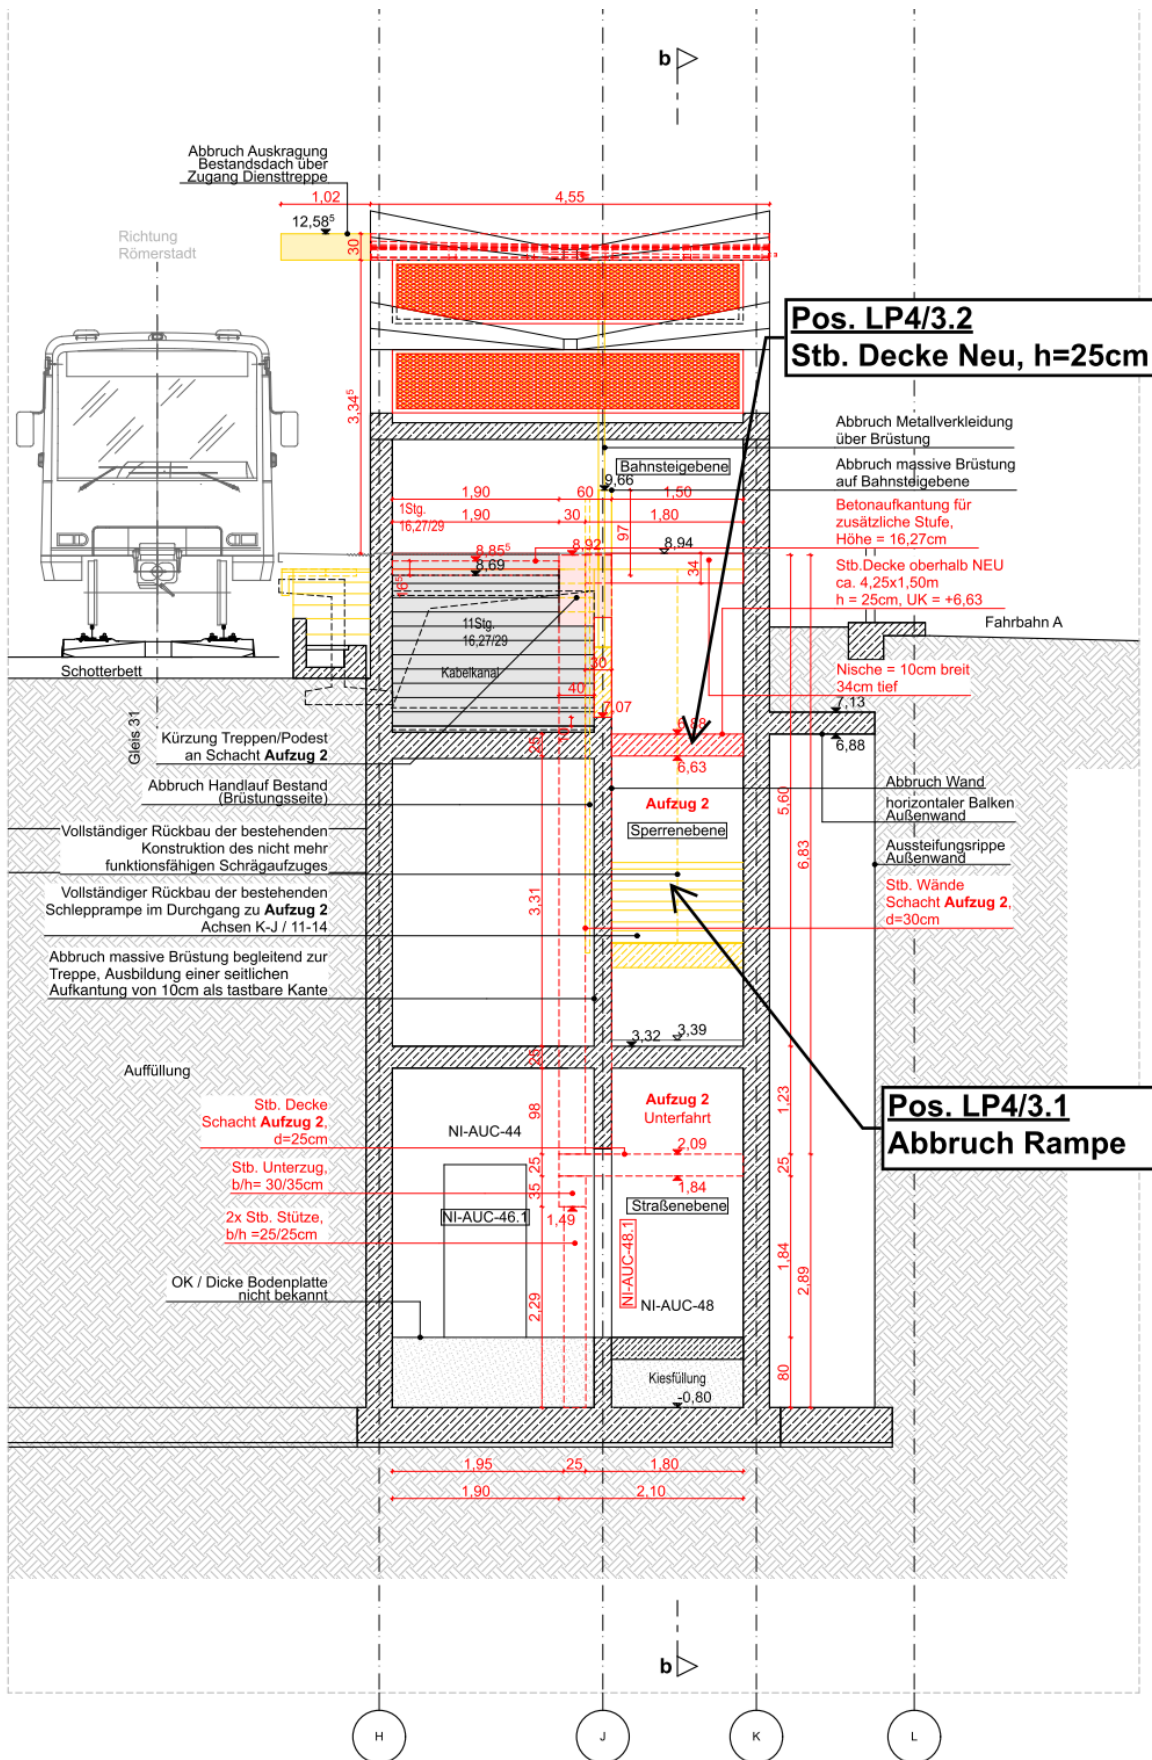 b
Abbruch Auskragung
Bestandsdach über
Zugang Diensttreppe
1,02
4,55
12,58⁵
30
Richtung
Römerstadt
3,34⁵
Pos. LP4/3.2
Stb. Decke Neu, h=25cm
Abbruch Metallverkleidung
über Brüstung
Abbruch massive Brüstung
auf Bahnsteigebene
Bahnsteigebene
9,66
1,90
60
1,50
1Stg.
16,27/29
1,90
30
1,80
97
Betonaufkantung für
zusätzliche Stufe,
Höhe = 16,27cm
8,85⁵
8,92
8,94
8,69
34
16⁵
Stb.Decke oberhalb NEU
ca. 4,25x1,50m
h = 25cm, UK = +6,63
11Stg.
16,27/29
Kabelkanal
Fahrbahn A
Schotterbett
30
40
Nische = 10cm breit
34cm tief
7,07
7,13
Gleis 31
6,88
6,88
25
6,63
Kürzung Treppen/Podest
an Schacht Aufzug 2
Abbruch Handlauf Bestand
(Brüstungsseite)
Abbruch Wand
horizontaler Balken
Außenwand
Aufzug 2
Sperrenebene
5,60
6,83
Vollständiger Rückbau der bestehenden
Konstruktion des nicht mehr
funktionsfähigen Schrägaufzuges
Aussteifungsrippe
Außenwand
Vollständiger Rückbau der bestehenden
Schlepprampe im Durchgang zu Aufzug 2
Achsen K-J / 11-14
3,31
Stb. Wände
Schacht Aufzug 2,
d=30cm
Abbruch massive Brüstung begleitend zur
Treppe, Ausbildung einer seitlichen
Aufkantung von 10cm als tastbare Kante
3,32
3,39
25
Auffüllung
Pos. LP4/3.1
Abbruch Rampe
Stb. Decke
Schacht Aufzug 2,
d=25cm
98
NI-AUC-44
Aufzug 2
Unterfahrt
1,23
2,09
25
25
Stb. Unterzug,
b/h= 30/35cm
35
1,84
Straßenebene
2x Stb. Stütze,
b/h =25/25cm
NI-AUC-46.1
1,49
NI-AUC-48.1
1,84
2,89
OK / Dicke Bodenplatte
nicht bekannt
2,29
NI-AUC-48
Kiesfüllung
-0,80
80
1,95
25
1,80
1,90
2,10
b
H
J
K
L